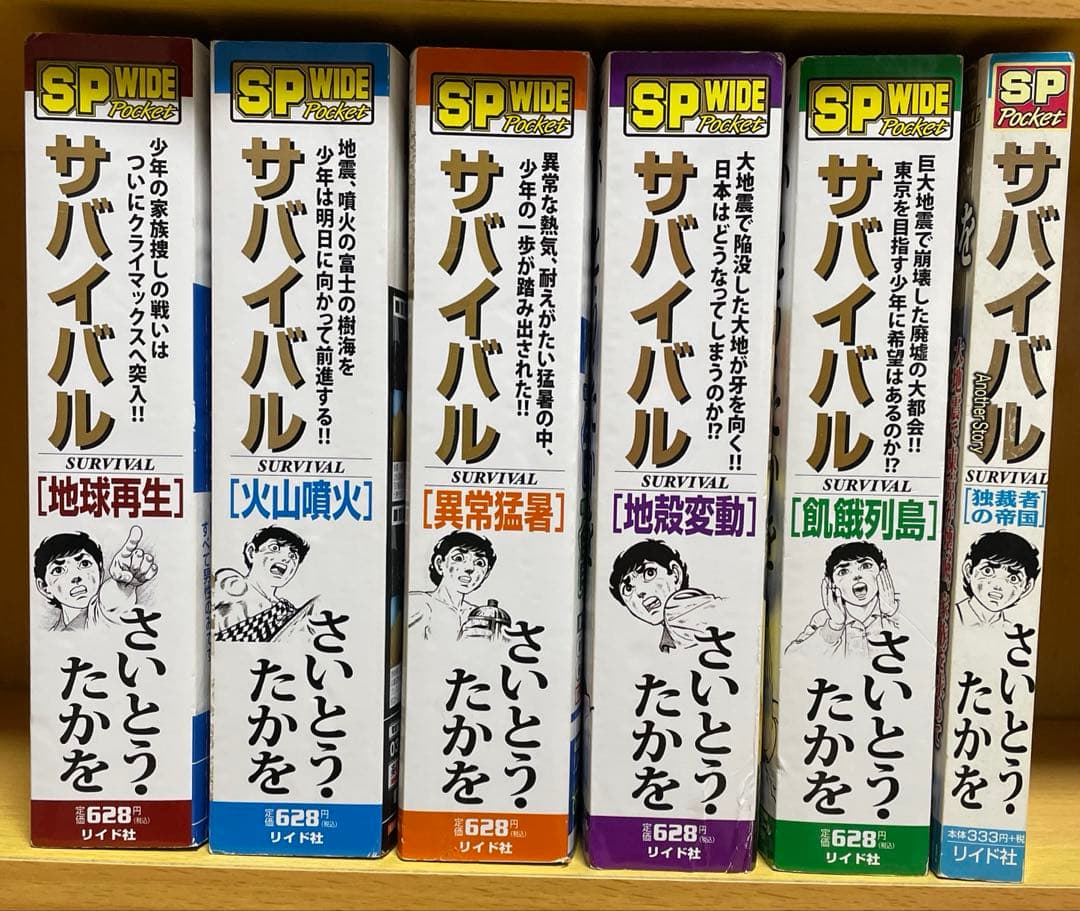 SP WIDE
Pocket
少年の家族捜しの戦いは
ついにクライマックスへ突入!!
サバイバル
SURVIVAL
[地球再生]
さいとう・
たかを
定価628円(税込)
リイド社
SP WIDE
Pocket
地震、噴火の富士の樹海を
少年は明日に向かって前進する!!
サバイバル
SURVIVAL
[火山噴火]
さいとう・
たかを
定価628円(税込)
リイド社
SP WIDE
Pocket
異常な熱気、耐えがたい猛暑の中、
少年の一歩が踏み出された!!
サバイバル
SURVIVAL
[異常猛暑]
さいとう・
たかを
定価628円(税込)
リイド社
SP WIDE
Pocket
大地震で陥没した大地が牙を向く!!
日本はどうなってしまうのか!?
サバイバル
SURVIVAL
[地殻変動]
さいとう・
たかを
定価628円(税込)
リイド社
SP WIDE
Pocket
巨大地震で崩壊した廃墟の大都会!!
東京を目指す少年に希望はあるのか!?
サバイバル
SURVIVAL
[飢餓列島]
さいとう・
たかを
定価628円(税込)
リイド社
SP
Pocket
サバイバル
Another Story
SURVIVAL
[独裁者
の帝国]
さいとう・
たかを
本体333円+税
リイド社